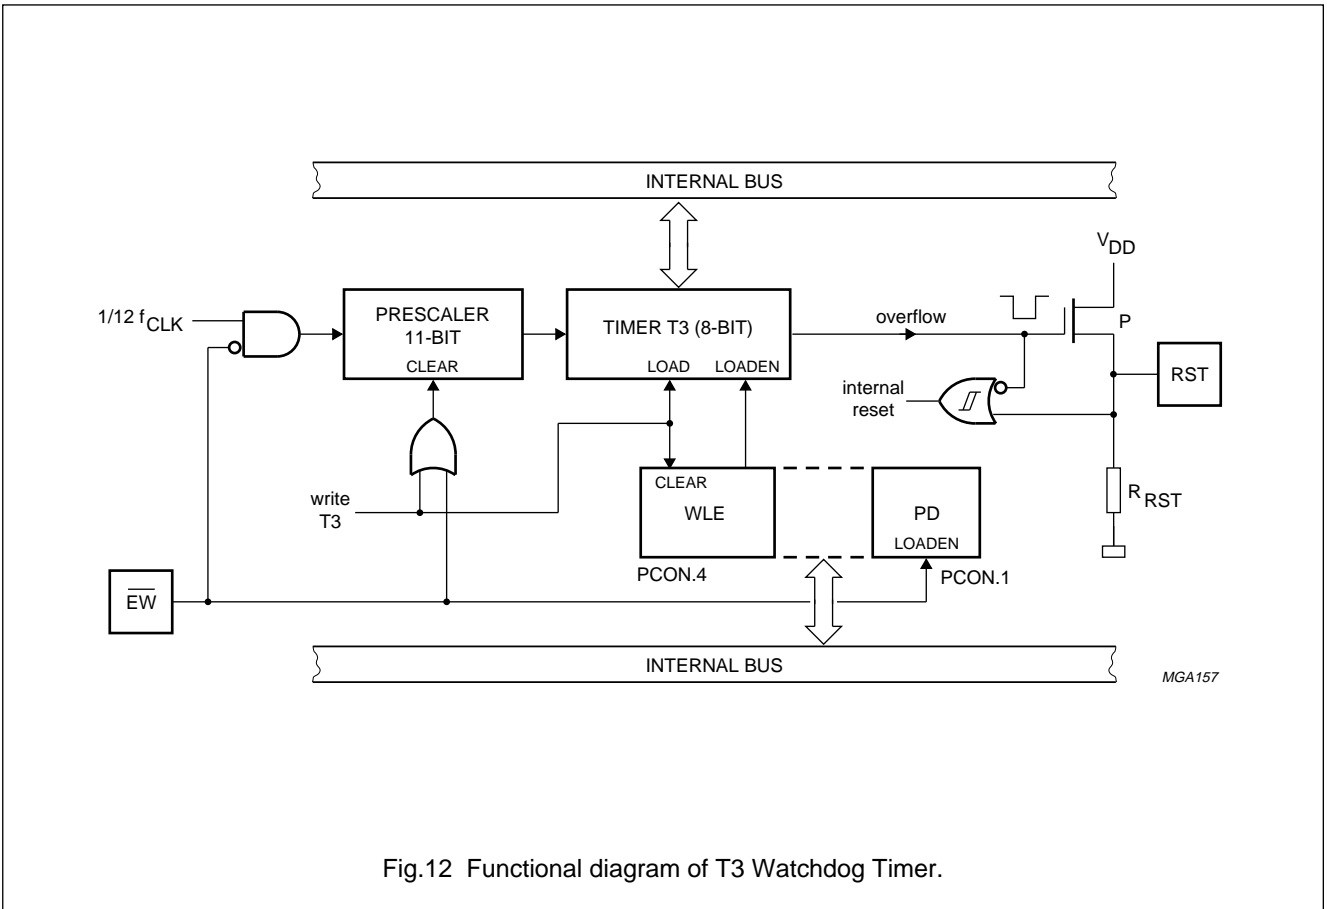 INTERNAL BUS
VDD
1/12 fCLK
PRESCALER
11-BIT
CLEAR
TIMER T3 (8-BIT)
LOAD LOADEN
overflow
P
RST
internal
reset
write
T3
CLEAR
WLE
PD
LOADEN
RRST
PCON.4
PCON.1
EW
INTERNAL BUS
MGA157
Fig.12 Functional diagram of T3 Watchdog Timer.